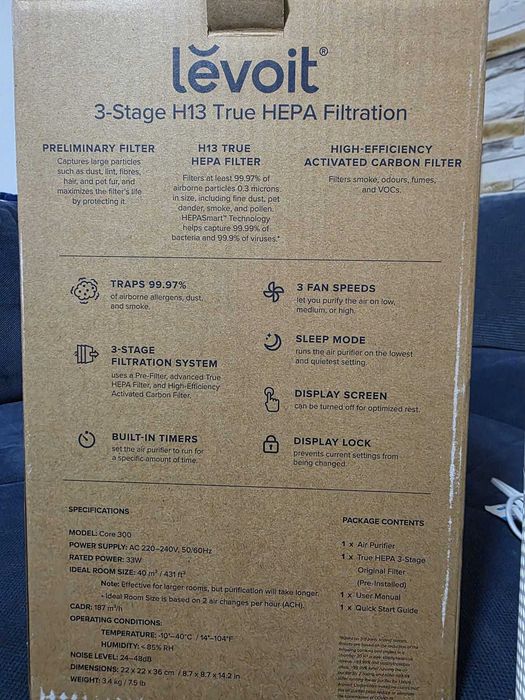 levoit®
3-Stage H13 True HEPA Filtration
PRELIMINARY FILTER
Captures large particles
such as dust, lint, fibres,
hair, and pet fur, and
maximizes the filter's life
by protecting it.
H13 TRUE
HEPA FILTER
Filters at least 99.97% of
airborne particles 0.3 microns
in size, including fine dust, pet
dander, smoke, and pollen.
HEPASmart™ Technology
helps capture 99.99% of
bacteria and 99.9% of viruses.*
HIGH-EFFICIENCY
ACTIVATED CARBON FILTER
Filters smoke, odours, fumes,
and VOCs.
TRAPS 99.97%
of airborne allergens, dust,
and smoke.
3-STAGE
FILTRATION SYSTEM
uses a Pre-Filter, advanced True
HEPA Filter, and High-Efficiency
Activated Carbon Filter.
BUILT-IN TIMERS
set the air purifier to run for
a specific amount of time.
3 FAN SPEEDS
let you purify the air on low,
medium, or high.
SLEEP MODE
runs the air purifier on the lowest
and quietest setting.
DISPLAY SCREEN
can be turned off for optimized rest.
DISPLAY LOCK
prevents current settings from
being changed.
SPECIFICATIONS
MODEL: Core 300
POWER SUPPLY: AC 220–240V, 50/60Hz
RATED POWER: 33W
IDEAL ROOM SIZE: 40 m² / 431 ft²
Note: Effective for larger rooms, but purification will take longer.
• Ideal Room Size is based on 2 air changes per hour (ACH).
CADR: 187 m³/h
OPERATING CONDITIONS:
TEMPERATURE: -10°–40°C / 14°–104°F
HUMIDITY: < 85% RH
NOISE LEVEL: 24–48dB
DIMENSIONS: 22 x 22 x 36 cm / 8.7 x 8.7 x 14.2 in
WEIGHT: 3.4 kg / 7.5 lb
PACKAGE CONTENTS
1 x Air Purifier
1 x True HEPA 3-Stage
Original Filter
(Pre-Installed)
1 x User Manual
1 x Quick Start Guide